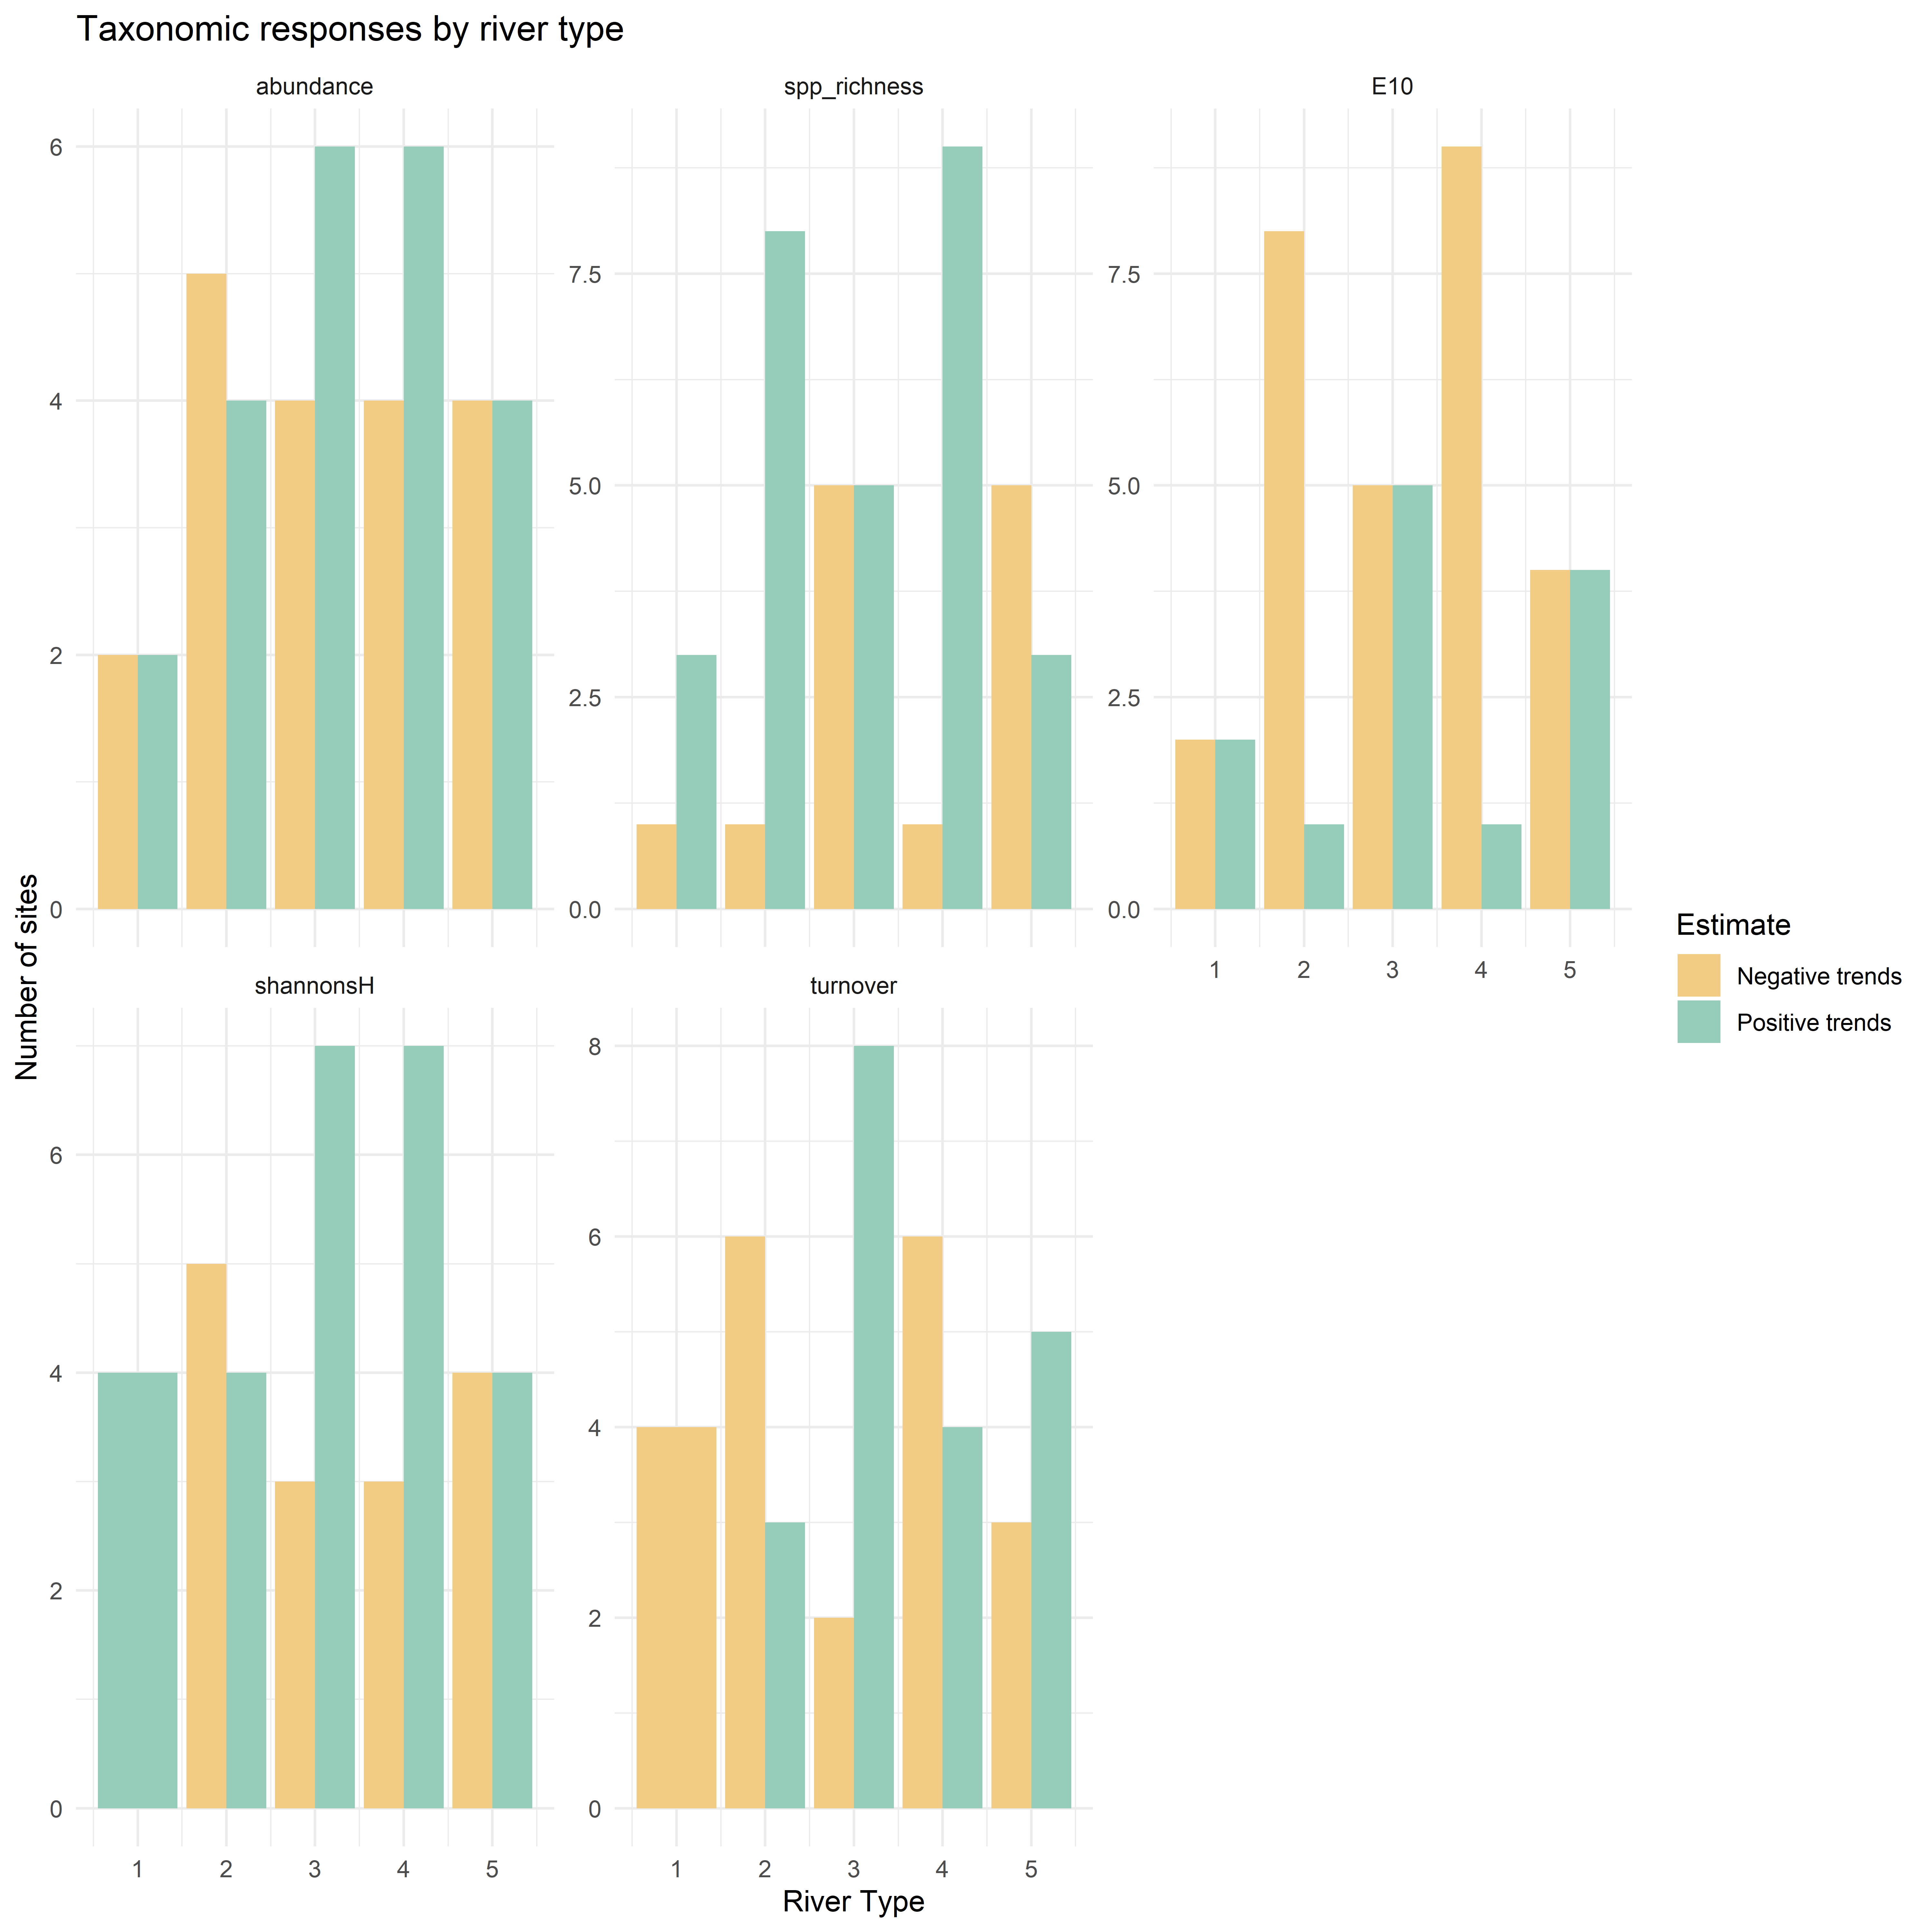 Taxonomic responses by river type
abundance
spp_richness
E10
6
4
2
0
7.5
5.0
2.5
0.0
7.5
5.0
2.5
0.0
1 2 3 4 5
Number of sites
Estimate
Negative trends
Positive trends
shannonsH
turnover
6
4
2
0
8
6
4
2
0
1 2 3 4 5
1 2 3 4 5
River Type